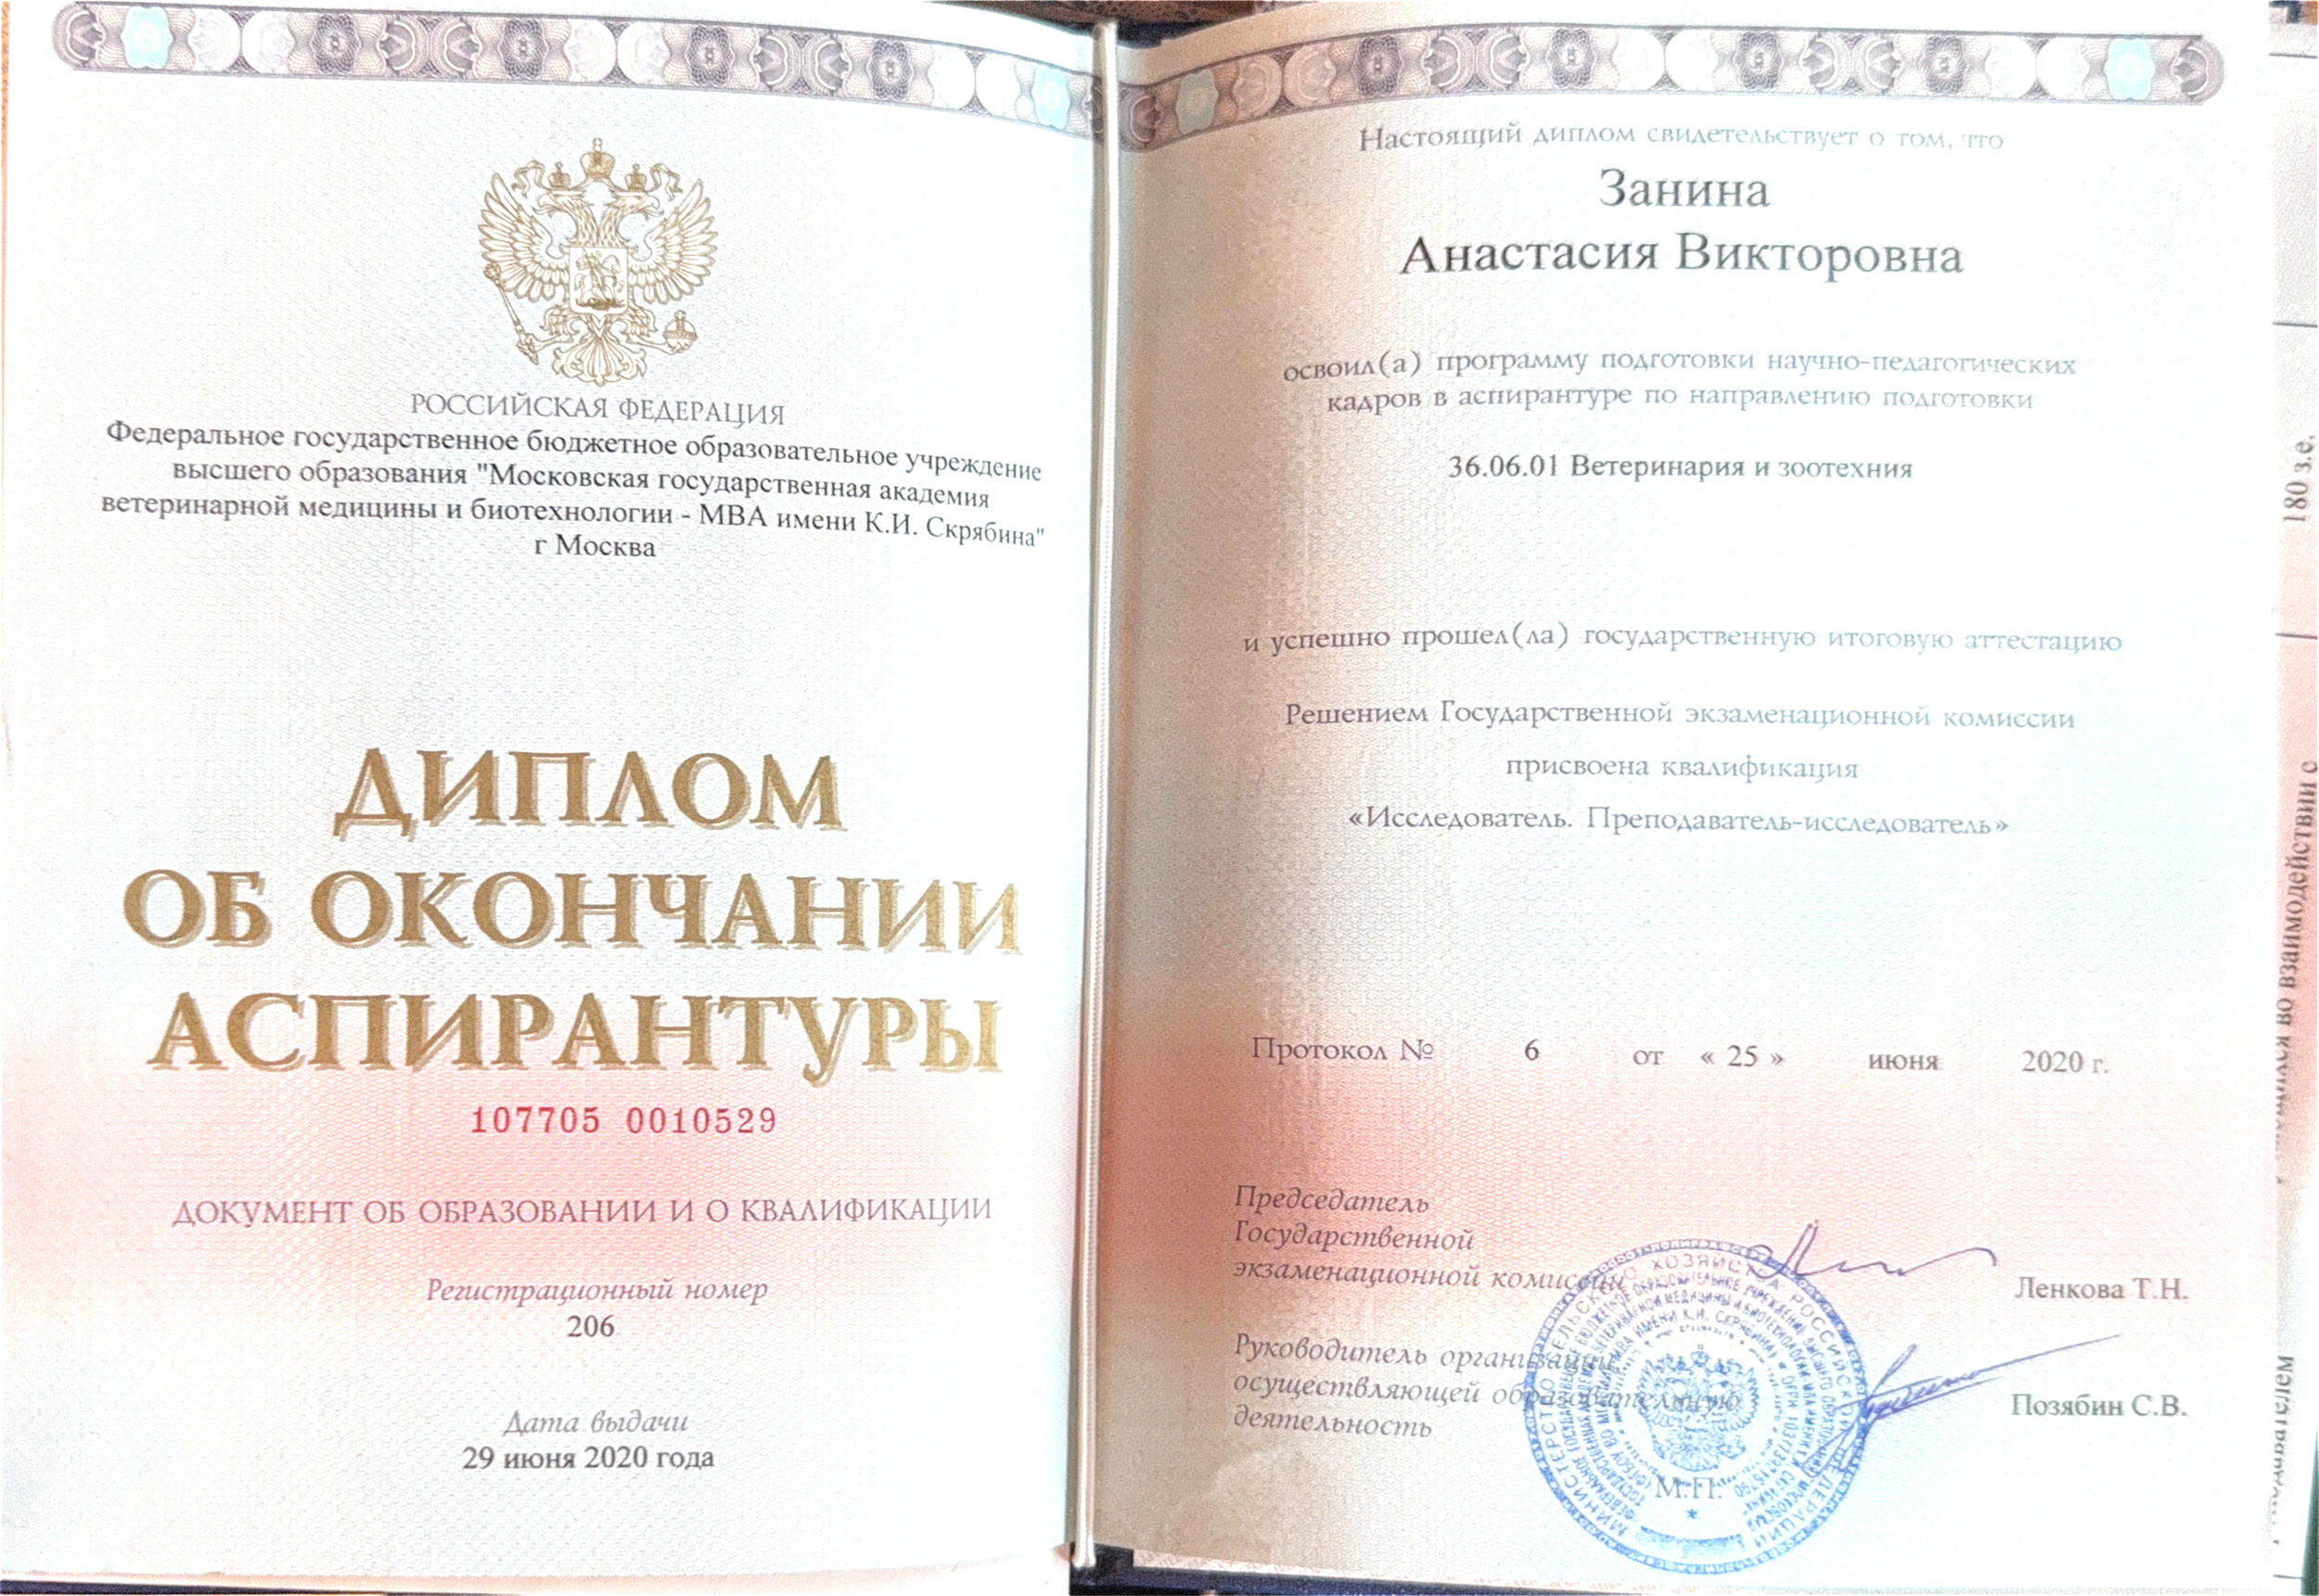 РОССИЙСКАЯ ФЕДЕРАЦИЯ
Федеральное государственное бюджетное образовательное учреждение
высшего образования "Московская государственная академия
ветеринарной медицины и биотехнологии - МВА имени К.И. Скрябина"
г Москва
ДИПЛОМ
ОБ ОКОНЧАНИИ
АСПИРАНТУРЫ
107705 0010529
ДОКУМЕНТ ОБ ОБРАЗОВАНИИ И О КВАЛИФИКАЦИИ
Регистрационный номер
206
Дата выдачи
29 июня 2020 года
Настоящий диплом свидетельствует о том, что
Занина
Анастасия Викторовна
освоил(а) программу подготовки научно-педагогических
кадров в аспирантуре по направлению подготовки
36.06.01 Ветеринария и зоотехния
и успешно прошел(ла) государственную итоговую аттестацию
Решением Государственной экзаменационной комиссии
присвоена квалификация
«Исследователь. Преподаватель-исследователь»
Протокол № 6 от « 25 » июня 2020 г.
Председатель
Государственной
экзаменационной комиссии
Ленкова Т.Н.
Руководитель организации,
осуществляющей образовательную
деятельность
Позябин С.В.
М.П.
180 з.е.
во взаимодействии с